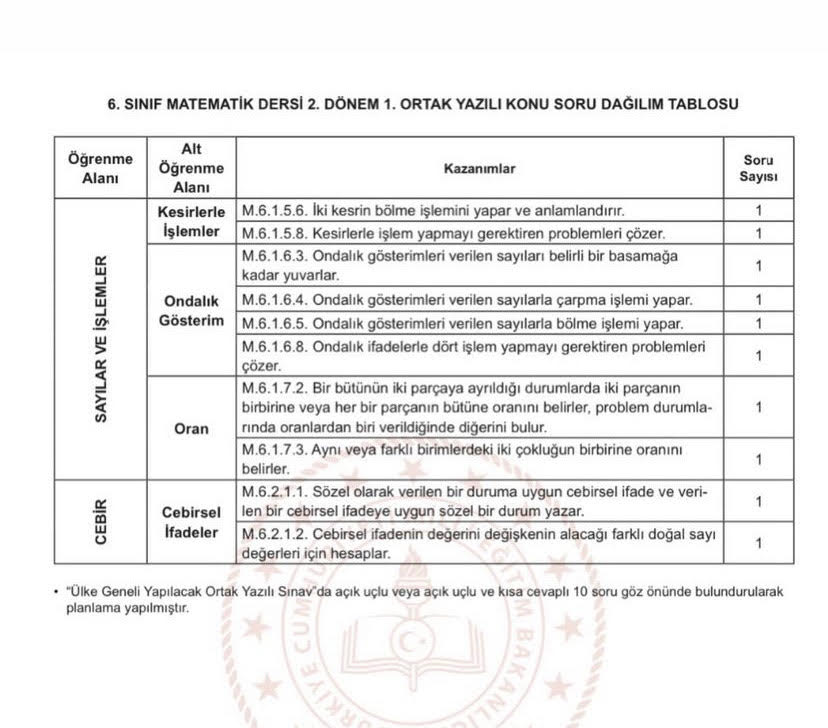 6. SINIF MATEMATİK DERSİ 2. DÖNEM 1. ORTAK YAZILI KONU SORU DAĞILIM TABLOSU
Öğrenme
Alanı
Alt
Öğrenme
Alanı
Kazanımlar
Soru
Sayısı
SAYILAR VE İŞLEMLER
Kesirlerle
İşlemler
M.6.1.5.6. İki kesrin bölme işlemini yapar ve anlamlandırır.
1
M.6.1.5.8. Kesirlerle işlem yapmayı gerektiren problemleri çözer.
1
Ondalık
Gösterim
M.6.1.6.3. Ondalık gösterimleri verilen sayıları belirli bir basamağa
kadar yuvarlar.
1
M.6.1.6.4. Ondalık gösterimleri verilen sayılarla çarpma işlemi yapar.
1
M.6.1.6.5. Ondalık gösterimleri verilen sayılarla bölme işlemi yapar.
1
M.6.1.6.8. Ondalık ifadelerle dört işlem yapmayı gerektiren problemleri
çözer.
1
Oran
M.6.1.7.2. Bir bütünün iki parçaya ayrıldığı durumlarda iki parçanın
birbirine veya her bir parçanın bütüne oranını belirler, problem durumla-
rında oranlardan biri verildiğinde diğerini bulur.
1
M.6.1.7.3. Aynı veya farklı birimlerdeki iki çokluğun birbirine oranını
belirler.
1
CEBİR
Cebirsel
İfadeler
M.6.2.1.1. Sözel olarak verilen bir duruma uygun cebirsel ifade ve veri-
len bir cebirsel ifadeye uygun sözel bir durum yazar.
1
M.6.2.1.2. Cebirsel ifadenin değerini değişkenin alacağı farklı doğal sayı
değerleri için hesaplar.
1
• "Ülke Geneli Yapılacak Ortak Yazılı Sınav"da açık uçlu veya açık uçlu ve kısa cevaplı 10 soru göz önünde bulundurularak
planlama yapılmıştır.